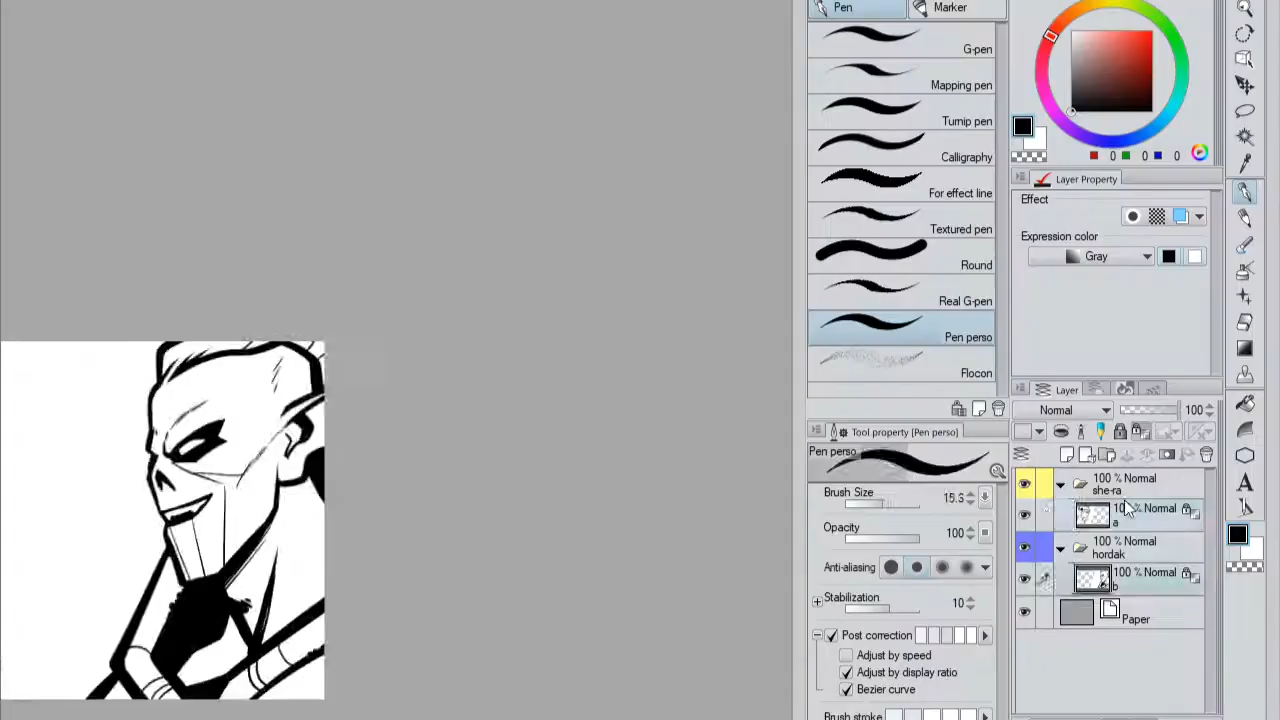 Pen
Marker
G-pen
Mapping pen
Turnip pen
Calligraphy
For effect line
Textured pen
Round
Real G-pen
Pen perso
Flocon
Tool property [Pen perso]
Pen perso
Brush Size 15.3
Opacity 100
Anti-aliasing
Stabilization 10
Post correction
Adjust by speed
Adjust by display ratio
Bezier curve
Brush stroke
0 0 0
Layer Property
Effect
Expression color
Gray
Layer
Normal 100
100 % Normal
she-ra
% Normal
a
100 % Normal
hordak
100 % Normal
Paper
A